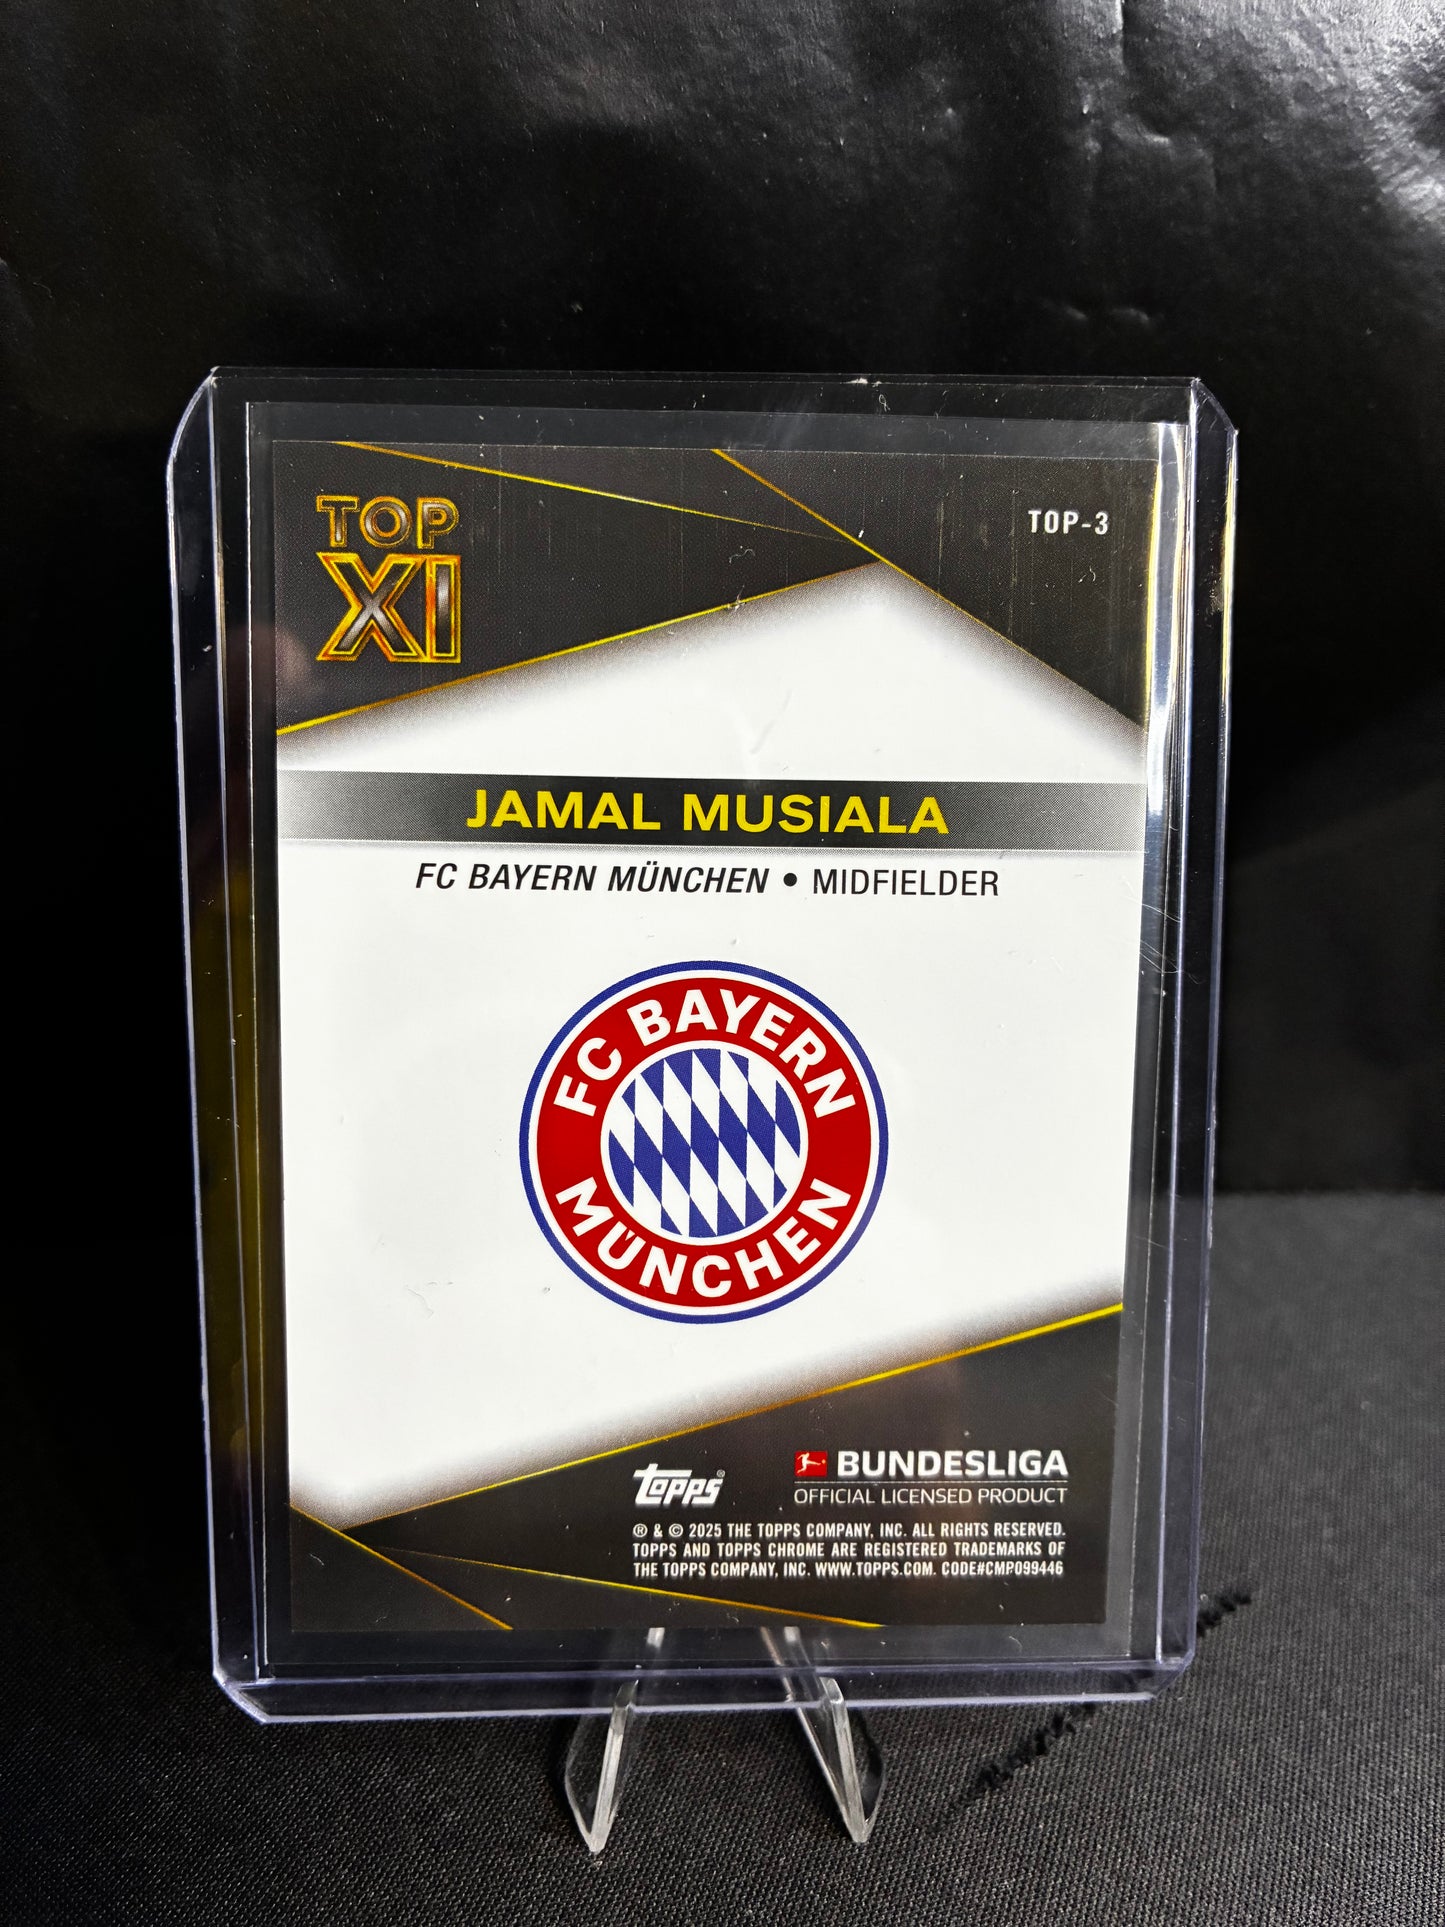 TOP
XI
TOP-3
JAMAL MUSIALA
FC BAYERN MÜNCHEN • MIDFIELDER
FC BAYERN
MÜNCHEN
topps®
BUNDESLIGA
OFFICIAL LICENSED PRODUCT
® & © 2025 THE TOPPS COMPANY, INC. ALL RIGHTS RESERVED.
TOPPS AND TOPPS CHROME ARE REGISTERED TRADEMARKS OF
THE TOPPS COMPANY, INC. WWW.TOPPS.COM. CODE#CMP099446